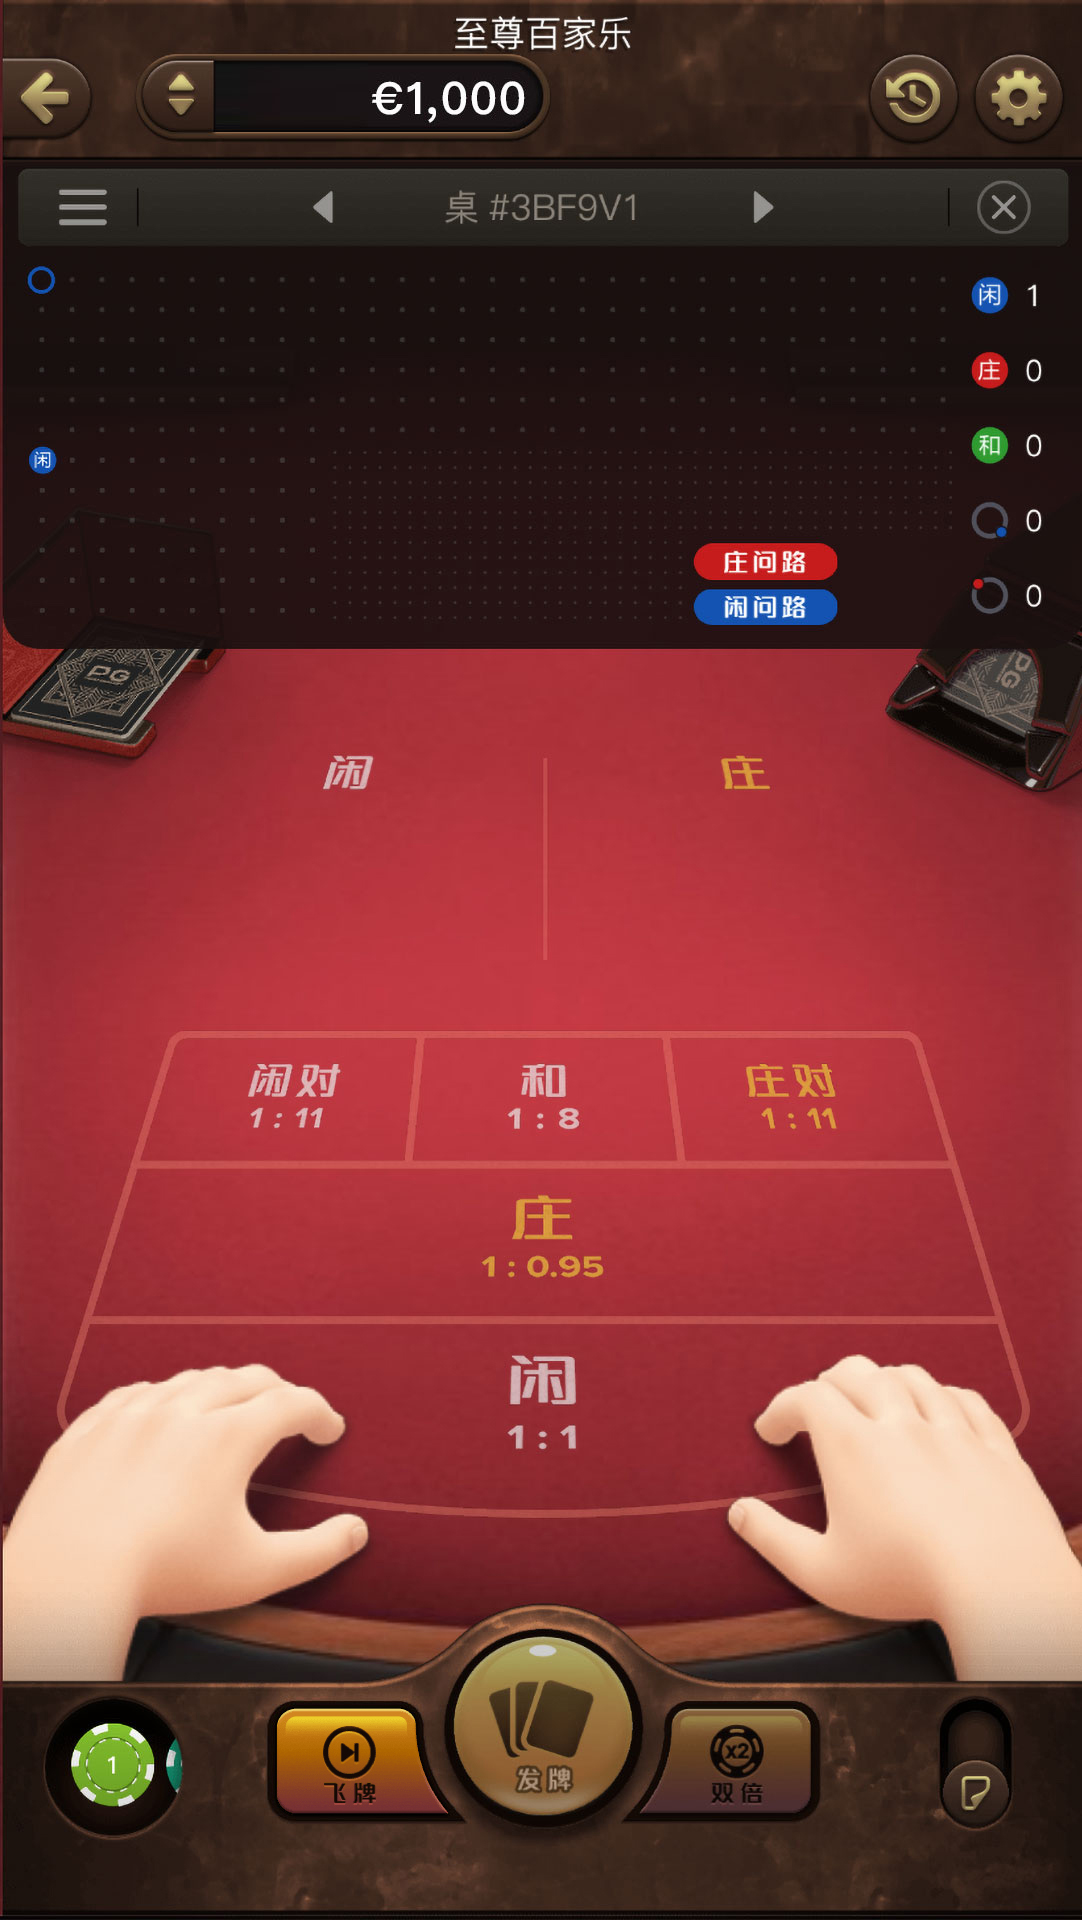 至尊百家乐
€1,000
桌 #3BF9V1
闲 1
庄 0
和 0
闲
0
庄问路
0
闲问路
PG
PG
闲 庄
闲对 和 庄对
1 : 11 1 : 8 1 : 11
庄
1 : 0.95
闲
1 : 1
1
飞牌
发牌
x2
双倍